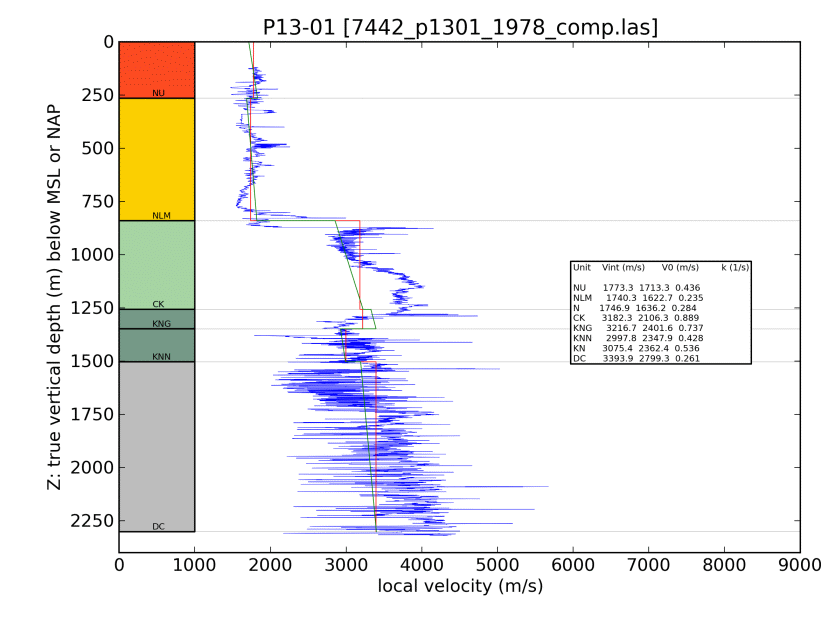 P13-01 [7442_p1301_1978_comp.las]
Z: true vertical depth (m) below MSL or NAP
0
250
500
750
1000
1250
1500
1750
2000
2250
NU
NLM
CK
KNG
KNN
DC
Unit Vint (m/s) V0 (m/s) k (1/s)
NU 1773.3 1713.3 0.436
NLM 1740.3 1622.7 0.235
N 1746.9 1636.2 0.284
CK 3182.3 2106.3 0.889
KNG 3216.7 2401.6 0.737
KNN 2997.8 2347.9 0.428
KN 3075.4 2362.4 0.536
DC 3393.9 2799.3 0.261
0 1000 2000 3000 4000 5000 6000 7000 8000 9000
local velocity (m/s)